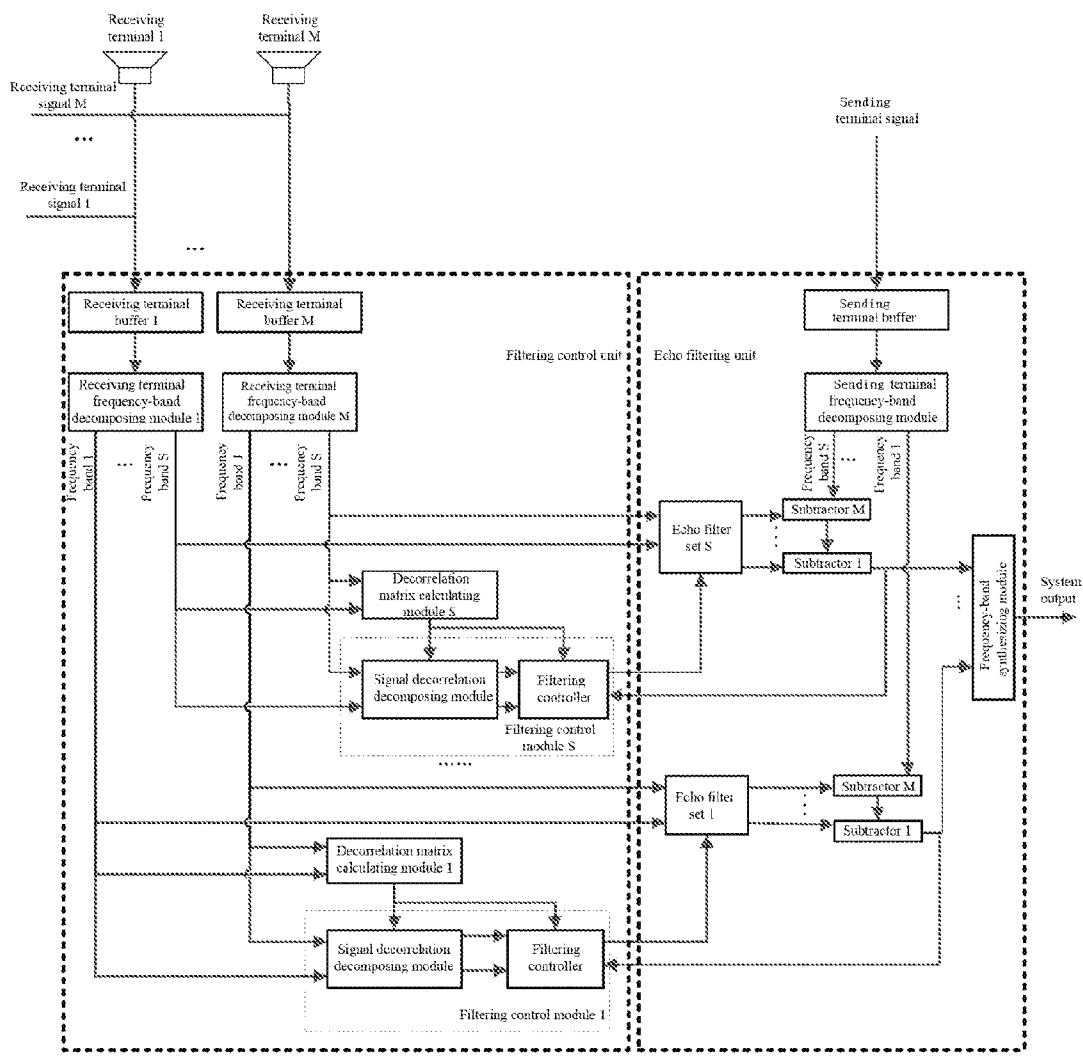 Receiving
terminal 1
Receiving
terminal M
Receiving terminal
signal M
...
Receiving terminal
signal 1
...
Sending
terminal signal
Receiving terminal
buffer 1
Receiving terminal
buffer M
Sending
terminal buffer
Filtering control unit
Echo filtering unit
Receiving terminal
frequency-band
decomposing module 1
Receiving terminal
frequency-band
decomposing module M
Sending terminal
frequency-band
decomposing module
Frequency
band 1
...
Frequency
band S
Frequency
band 1
...
Frequency
band S
Frequency
band S
...
Frequency
band 1
Echo filter
set S
Subtractor M
Subtractor 1
Decorrelation
matrix calculating
module S
Frequency-band
synthesizing module
System
output
Signal decorrelation
decomposing module
Filtering
controller
Filtering control
module S
......
Echo filter
set 1
Subtractor M
Subtractor 1
Decorrelation matrix
calculating module 1
Signal decorrelation
decomposing module
Filtering
controller
Filtering control module 1